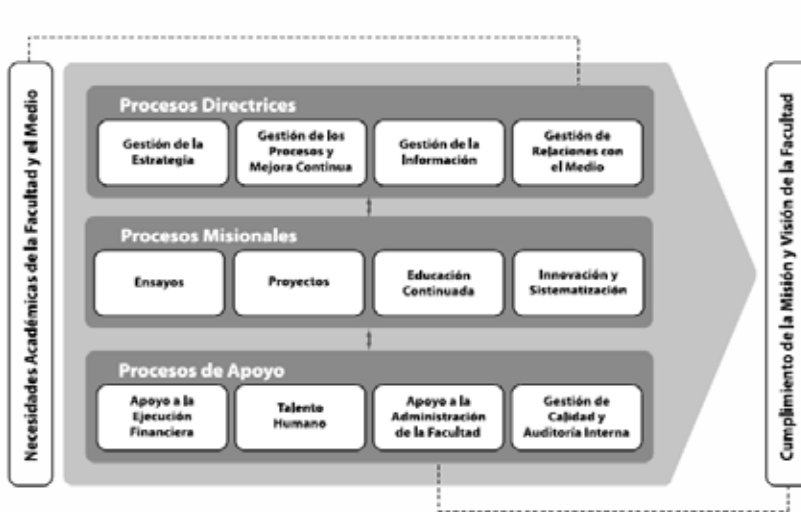 Necesidades Académicas de la Facultad y el Medio
Procesos Directrices
Gestión de la
Estrategia
Gestión de los
Procesos y
Mejora Continua
Gestión de la
Información
Gestión de
Relaciones con
el Medio
Procesos Misionales
Ensayos
Proyectos
Educación
Continuada
Innovación y
Sistematización
Procesos de Apoyo
Apoyo a la
Ejecución
Financiera
Talento
Humano
Apoyo a la
Administración
de la Facultad
Gestión de
Calidad y
Auditoría Interna
Cumplimiento de la Misión y Visión de la Facultad